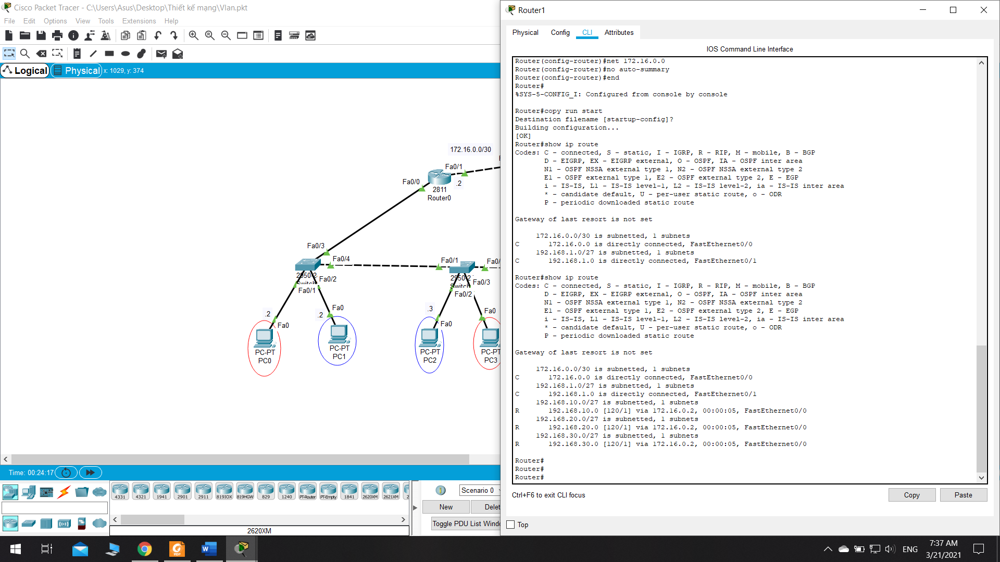 Cisco Packet Tracer - C:\Users\Asus\Desktop\Thiết kế mạng\Vlan.pkt
File Edit Options View Tools Extensions Help
Logical Physical x: 1029, y: 374
172.16.0.0/30
Fa0/1
Fa0/0
.2
2811
Router0
Fa0/3
Fa0/4
Fa0/1
Fa0/
2950-2
Switch
Fa0/2
Fa0/1
2950-2
Switch
Fa0/3
Fa0/2
.2
Fa0
.2
Fa0
.3
Fa0
Fa0
PC-PT
PC0
PC-PT
PC1
PC-PT
PC2
PC-PT
PC3
Time: 00:24:17
4331 4321 1941 2901 2911 819IOX 819HGW 829 1240 PT-Router PT-Empty 1841 2620XM 2621XM 2
2620XM
Scenario 0
New
Delet
Toggle PDU List Windo
Router1
Physical Config CLI Attributes
IOS Command Line Interface
Router(config-router)#net 172.16.0.0
Router(config-router)#no auto-summary
Router(config-router)#end
Router#
%SYS-5-CONFIG_I: Configured from console by console
Router#copy run start
Destination filename [startup-config]?
Building configuration...
[OK]
Router#show ip route
Codes: C - connected, S - static, I - IGRP, R - RIP, M - mobile, B - BGP
D - EIGRP, EX - EIGRP external, O - OSPF, IA - OSPF inter area
N1 - OSPF NSSA external type 1, N2 - OSPF NSSA external type 2
E1 - OSPF external type 1, E2 - OSPF external type 2, E - EGP
i - IS-IS, L1 - IS-IS level-1, L2 - IS-IS level-2, ia - IS-IS inter area
* - candidate default, U - per-user static route, o - ODR
P - periodic downloaded static route
Gateway of last resort is not set
172.16.0.0/30 is subnetted, 1 subnets
C 172.16.0.0 is directly connected, FastEthernet0/0
192.168.1.0/27 is subnetted, 1 subnets
C 192.168.1.0 is directly connected, FastEthernet0/1
Router#show ip route
Codes: C - connected, S - static, I - IGRP, R - RIP, M - mobile, B - BGP
D - EIGRP, EX - EIGRP external, O - OSPF, IA - OSPF inter area
N1 - OSPF NSSA external type 1, N2 - OSPF NSSA external type 2
E1 - OSPF external type 1, E2 - OSPF external type 2, E - EGP
i - IS-IS, L1 - IS-IS level-1, L2 - IS-IS level-2, ia - IS-IS inter area
* - candidate default, U - per-user static route, o - ODR
P - periodic downloaded static route
Gateway of last resort is not set
172.16.0.0/30 is subnetted, 1 subnets
C 172.16.0.0 is directly connected, FastEthernet0/0
192.168.1.0/27 is subnetted, 1 subnets
C 192.168.1.0 is directly connected, FastEthernet0/1
192.168.10.0/27 is subnetted, 1 subnets
R 192.168.10.0 [120/1] via 172.16.0.2, 00:00:05, FastEthernet0/0
192.168.20.0/27 is subnetted, 1 subnets
R 192.168.20.0 [120/1] via 172.16.0.2, 00:00:05, FastEthernet0/0
192.168.30.0/27 is subnetted, 1 subnets
R 192.168.30.0 [120/1] via 172.16.0.2, 00:00:05, FastEthernet0/0
Router#
Router#
Router#
Ctrl+F6 to exit CLI focus
Copy Paste
Top
ENG
7:37 AM
3/21/2021